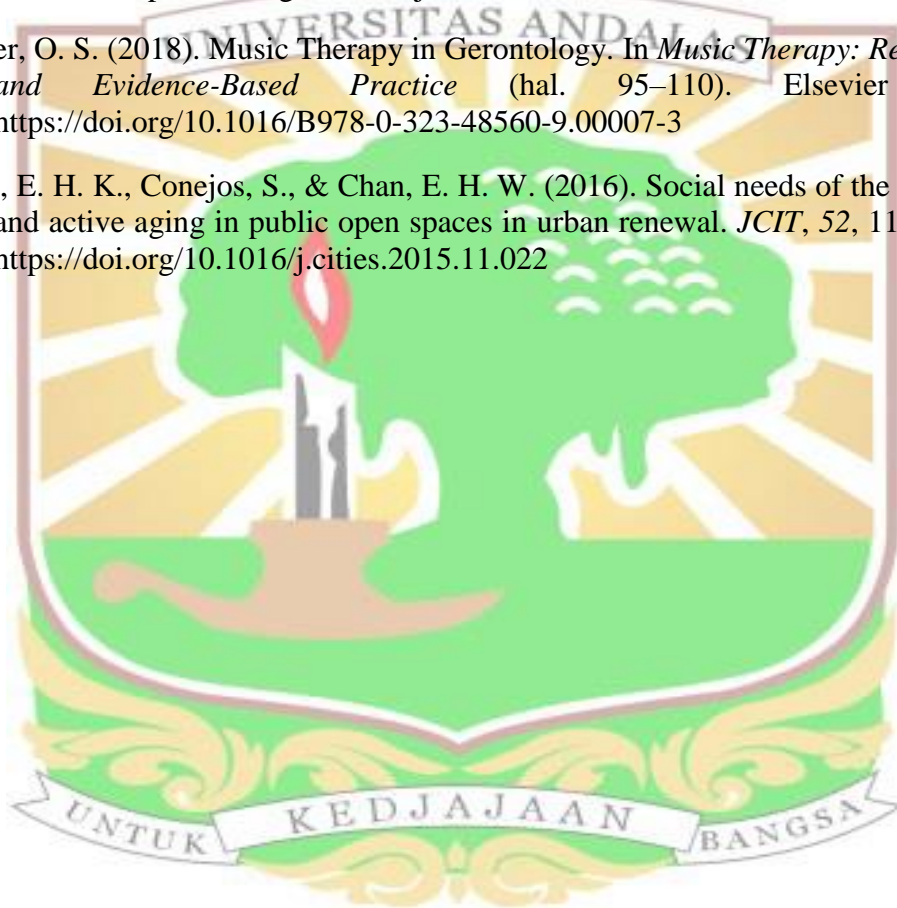 UNIVERSITAS ANDALAS
er, O. S. (2018). Music Therapy in Gerontology. In Music Therapy: Re
and Evidence-Based Practice (hal. 95–110). Elsevier
https://doi.org/10.1016/B978-0-323-48560-9.00007-3
, E. H. K., Conejos, S., & Chan, E. H. W. (2016). Social needs of the
and active aging in public open spaces in urban renewal. JCIT, 52, 11
https://doi.org/10.1016/j.cities.2015.11.022
UNTUK KEDJAJAAN BANGSA